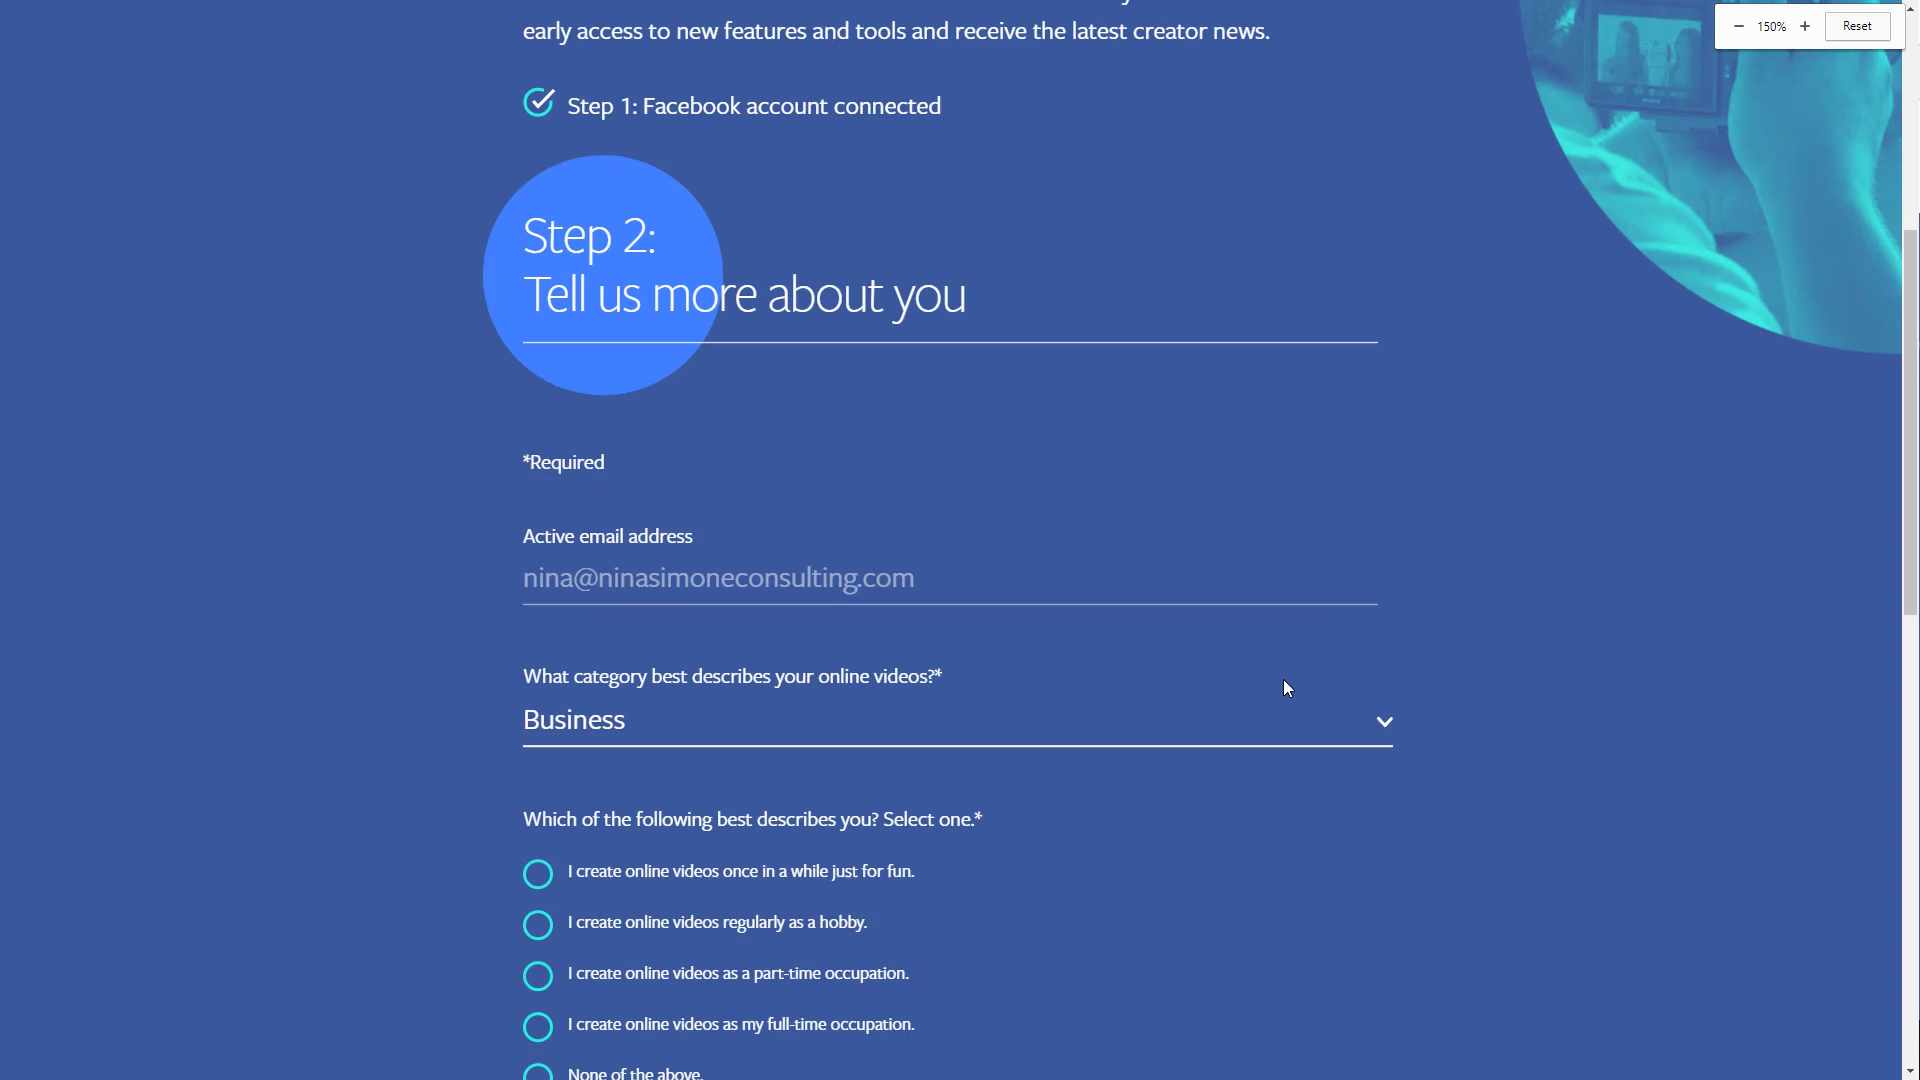 early access to new features and tools and receive the latest creator news.
150%
Reset
Step 1: Facebook account connected
Step 2:
Tell us more about you
*Required
Active email address
nina@ninasimoneconsulting.com
What category best describes your online videos?*
Business
Which of the following best describes you? Select one.*
I create online videos once in a while just for fun.
I create online videos regularly as a hobby.
I create online videos as a part-time occupation.
I create online videos as my full-time occupation.
None of the above.